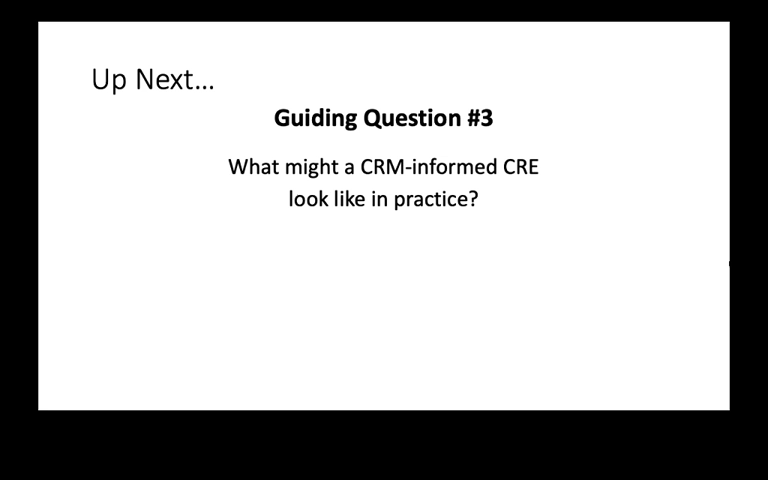 Up Next...
Guiding Question #3
What might a CRM-informed CRE
look like in practice?